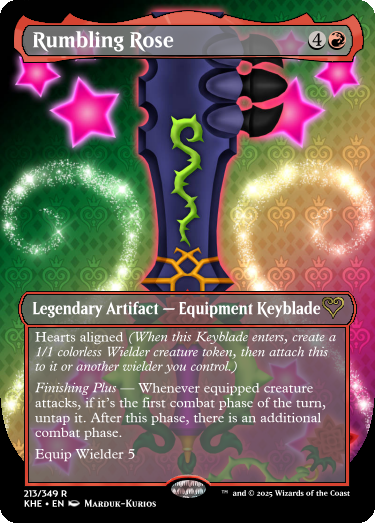 Rumbling Rose 4
Legendary Artifact — Equipment Keyblade
Hearts aligned (When this Keyblade enters, create a
1/1 colorless Wielder creature token, then attach this
to it or another wielder you control.)
Finishing Plus — Whenever equipped creature
attacks, if it's the first combat phase of the turn,
untap it. After this phase, there is an additional
combat phase.
Equip Wielder 5
213/349 R
KHE • EN Marduk-Kurios
™ and © 2025 Wizards of the Coast